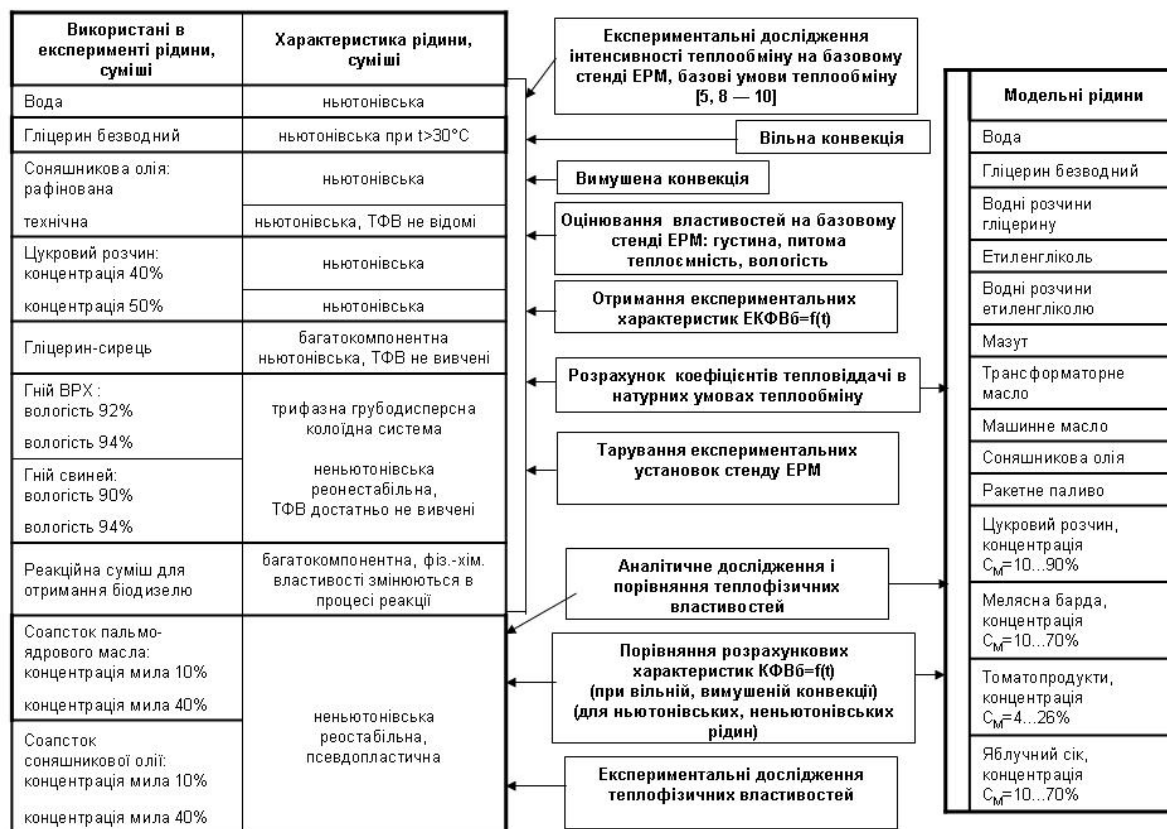 Використані в
експерименті рідини,
суміші
Характеристика рідини,
суміші
Вода
ньютонівська
Гліцерин безводний
ньютонівська при t>30°C
Соняшникова олія:
рафінована
ньютонівська
технічна
ньютонівська, ТФВ не відомі
Цукровий розчин:
концентрація 40%
ньютонівська
концентрація 50%
ньютонівська
Гліцерин-сирець
багатокомпонентна
ньютонівська, ТФВ не вивчені
Гній ВРХ :
вологість 92%
вологість 94%
трифазна грубодисперсна
колоїдна система
Гній свиней:
вологість 90%
вологість 94%
неньютонівська
реонестабільна,
ТФВ достатньо не вивчені
Реакційна суміш для
отримання біодизелю
багатокомпонентна, фіз.-хім.
властивості змінюються в
процесі реакції
Соапсток пальмо-
ядрового масла:
концентрація мила 10%
концентрація мила 40%
Соапсток
соняшникової олії:
концентрація мила 10%
концентрація мила 40%
неньютонівська
реостабільна,
псевдопластична
Експериментальні дослідження
інтенсивності теплообміну на базовому
стенді ЕРМ, базові умови теплообміну
[5, 8 — 10]
Вільна конвекція
Вимушена конвекція
Оцінювання властивостей на базовому
стенді ЕРМ: густина, питома
теплоємність, вологість
Отримання експериментальних
характеристик ЕКФВб=f(t)
Розрахунок коефіцієнтів тепловіддачі в
натурних умовах теплообміну
Тарування експериментальних
установок стенду ЕРМ
Аналітичне дослідження і
порівняння теплофізичних
властивостей
Порівняння розрахункових
характеристик КФВб=f(t)
(при вільній, вимушеній конвекції)
(для ньютонівських, неньютонівських
рідин)
Експериментальні дослідження
теплофізичних властивостей
Модельні рідини
Вода
Гліцерин безводний
Водні розчини
гліцерину
Етиленгліколь
Водні розчини
етиленгліколю
Мазут
Трансформаторне
масло
Машинне масло
Соняшникова олія
Ракетне паливо
Цукровий розчин,
концентрація
Cм=10...90%
Мелясна барда,
концентрація
Cм=10...70%
Томатопродукти,
концентрація
Cм=4...26%
Яблучний сік,
концентрація
Cм=10...70%